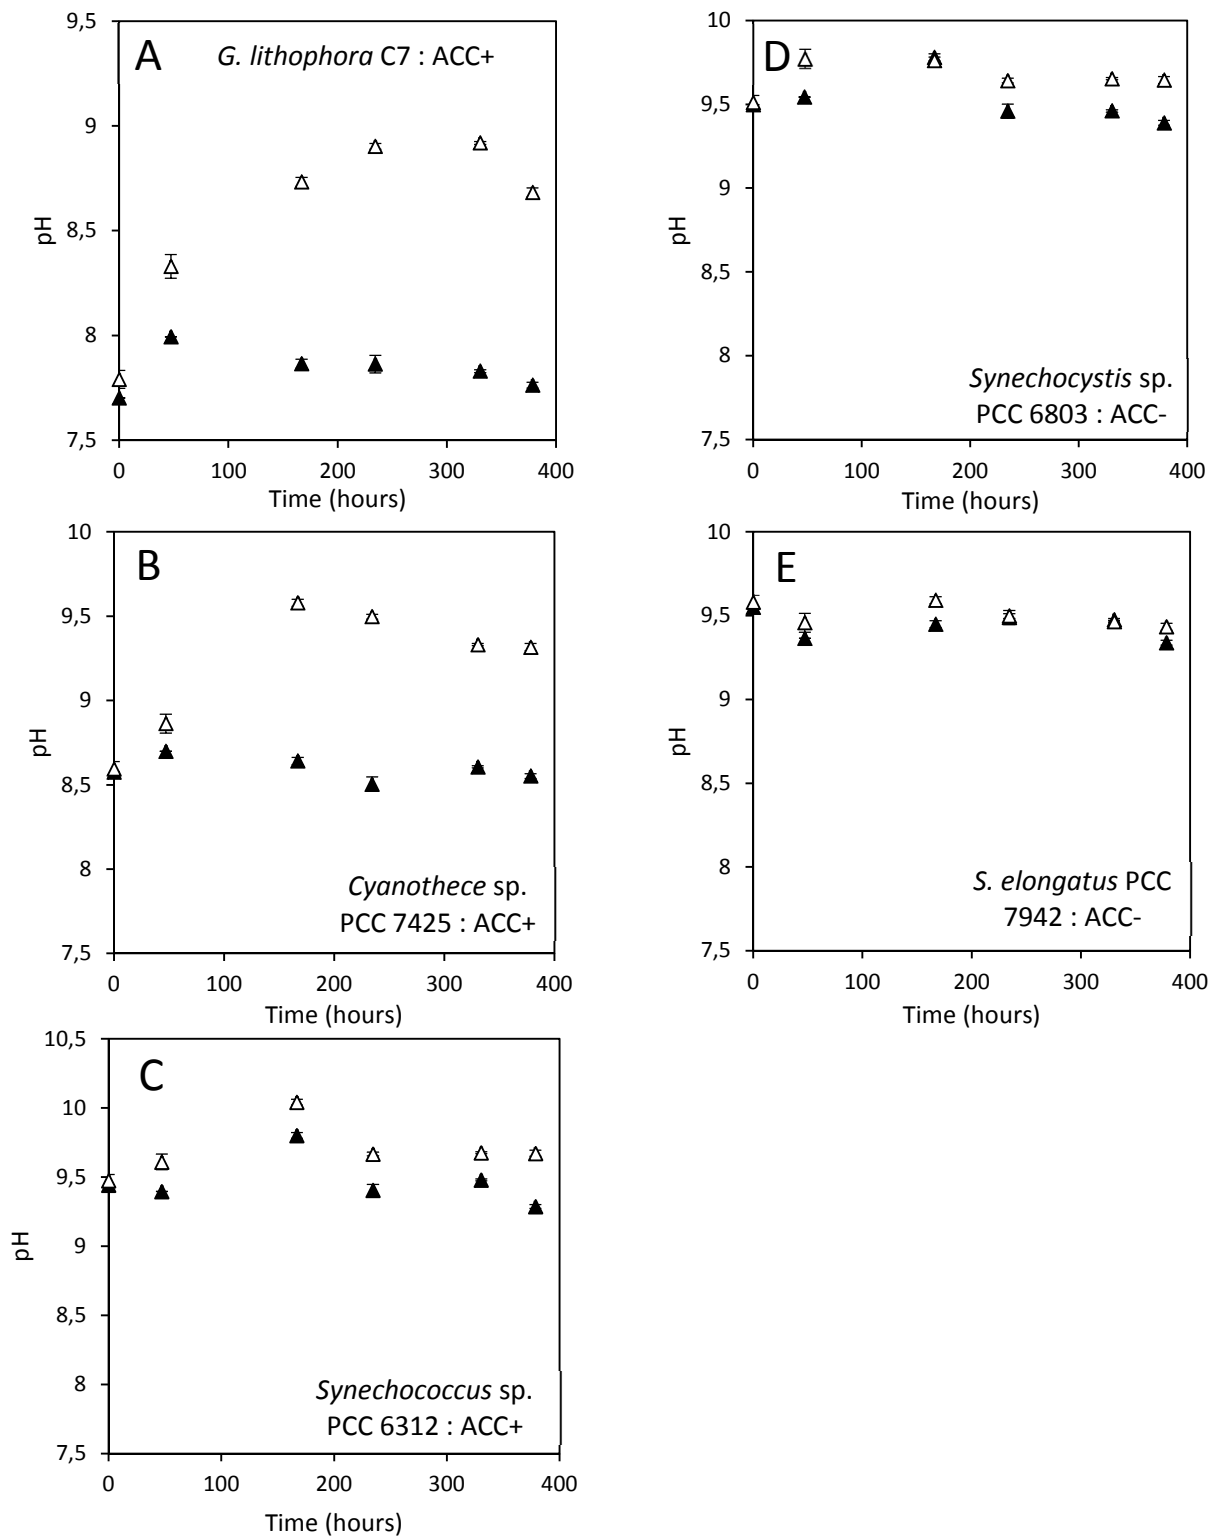 A
G. lithophora C7 : ACC+
9,5
9
8,5
8
7,5
pH
0 100 200 300 400
Time (hours)
B
10
9,5
9
8,5
8
7,5
pH
Cyanothece sp.
PCC 7425 : ACC+
0 100 200 300 400
Time (hours)
C
10,5
10
9,5
9
8,5
8
7,5
pH
Synechococcus sp.
PCC 6312 : ACC+
0 100 200 300 400
Time (hours)
D
10
9,5
9
8,5
8
7,5
pH
Synechocystis sp.
PCC 6803 : ACC-
0 100 200 300 400
Time (hours)
E
10
9,5
9
8,5
8
7,5
pH
S. elongatus PCC
7942 : ACC-
0 100 200 300 400
Time (hours)